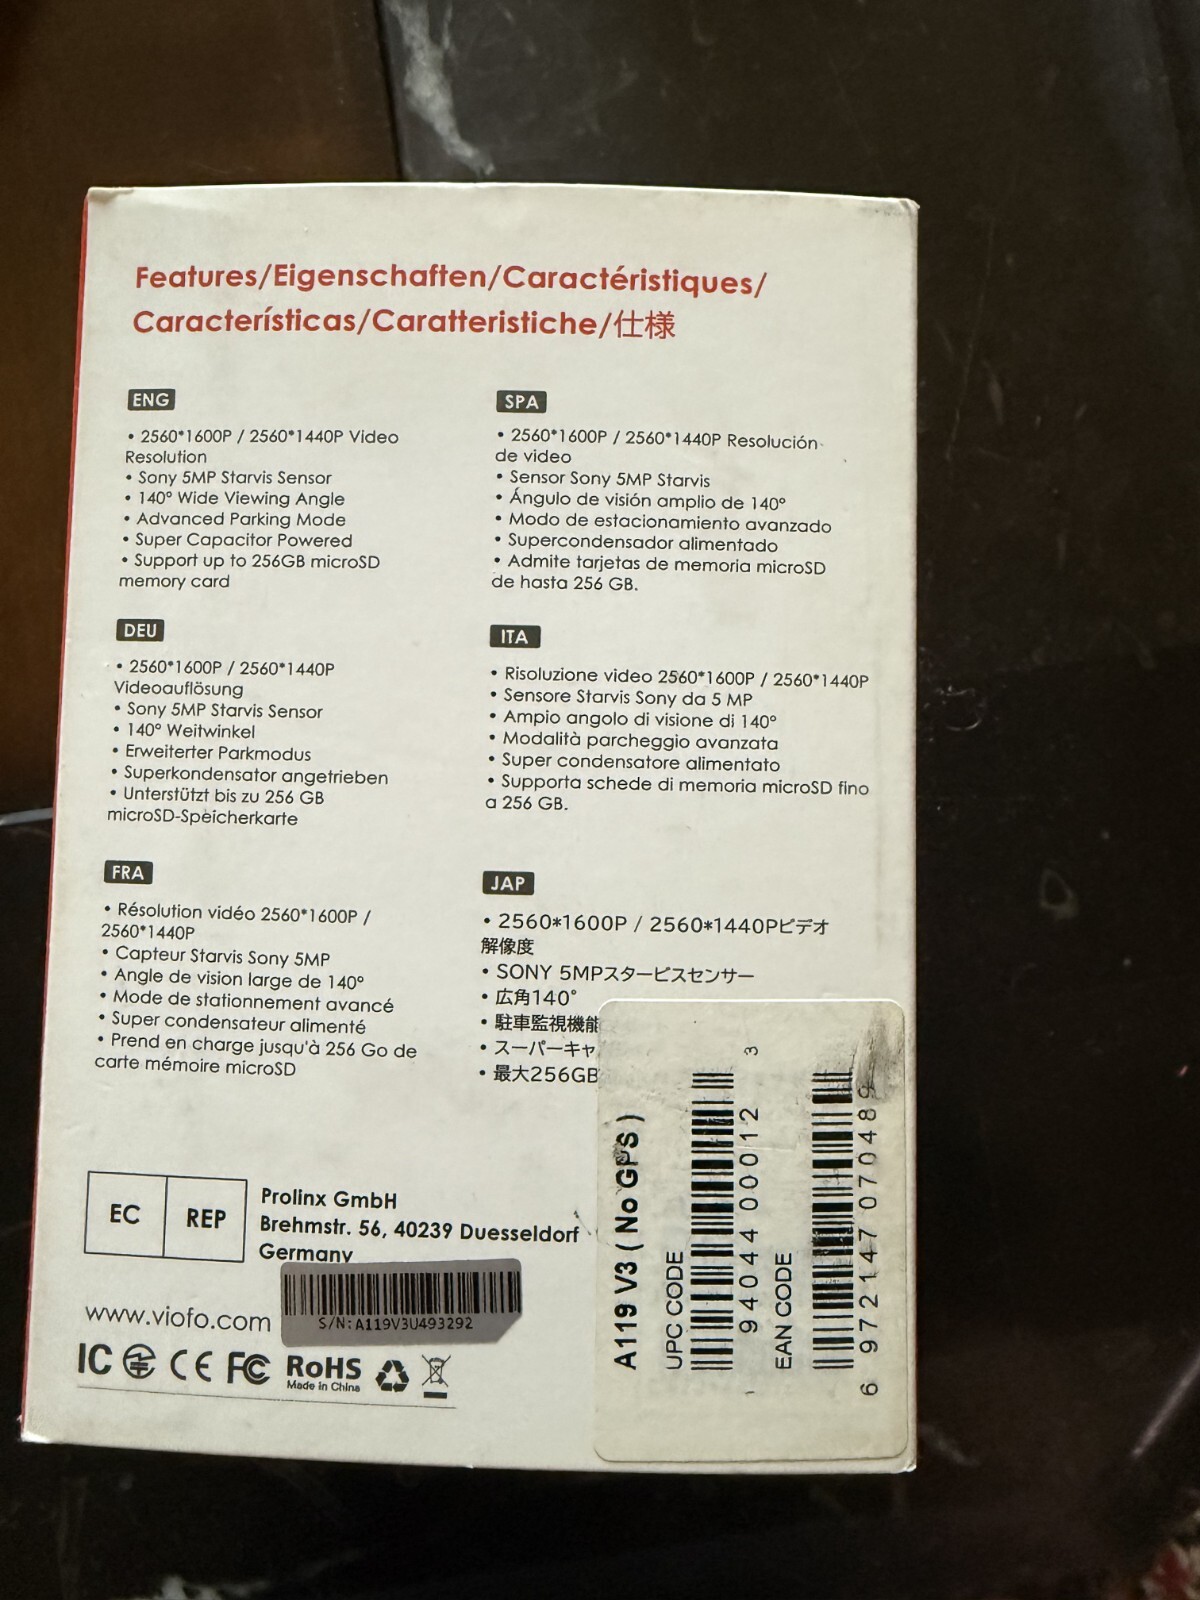 Features/Eigenschaften/Caractéristiques/
Características/Caratteristiche/仕様
ENG
• 2560*1600P / 2560*1440P Video
Resolution
• Sony 5MP Starvis Sensor
• 140° Wide Viewing Angle
• Advanced Parking Mode
• Super Capacitor Powered
• Support up to 256GB microSD
memory card
DEU
• 2560*1600P / 2560*1440P
Videoauflösung
• Sony 5MP Starvis Sensor
• 140° Weitwinkel
• Erweiterter Parkmodus
• Superkondensator angetrieben
• Unterstützt bis zu 256 GB
microSD-Speicherkarte
FRA
• Résolution vidéo 2560*1600P /
2560*1440P
• Capteur Starvis Sony 5MP
• Angle de vision large de 140°
• Mode de stationnement avancé
• Super condensateur alimenté
• Prend en charge jusqu'à 256 Go de
carte mémoire microSD
SPA
• 2560*1600P / 2560*1440P Resolución
de video
• Sensor Sony 5MP Starvis
• Ángulo de visión amplio de 140°
• Modo de estacionamiento avanzado
• Supercondensador alimentado
• Admite tarjetas de memoria microSD
de hasta 256 GB.
ITA
• Risoluzione video 2560*1600P / 2560*1440P
• Sensore Starvis Sony da 5 MP
• Ampio angolo di visione di 140°
• Modalità parcheggio avanzata
• Super condensatore alimentato
• Supporta schede di memoria microSD fino
a 256 GB.
JAP
• 2560*1600P / 2560*1440Pビデオ
解像度
• SONY 5MPスタービスセンサー
• 広角140°
• 駐車監視機能
• スーパーキャ
• 最大256GB
EC REP
Prolinx GmbH
Brehmstr. 56, 40239 Duesseldorf
Germany
www.viofo.com
S/N:A119V3U493292
IC CE FC RoHS
Made in China
A119 V3 ( No GPS )
UPC CODE
1 94044 00012 3
EAN CODE
6 972147 070489